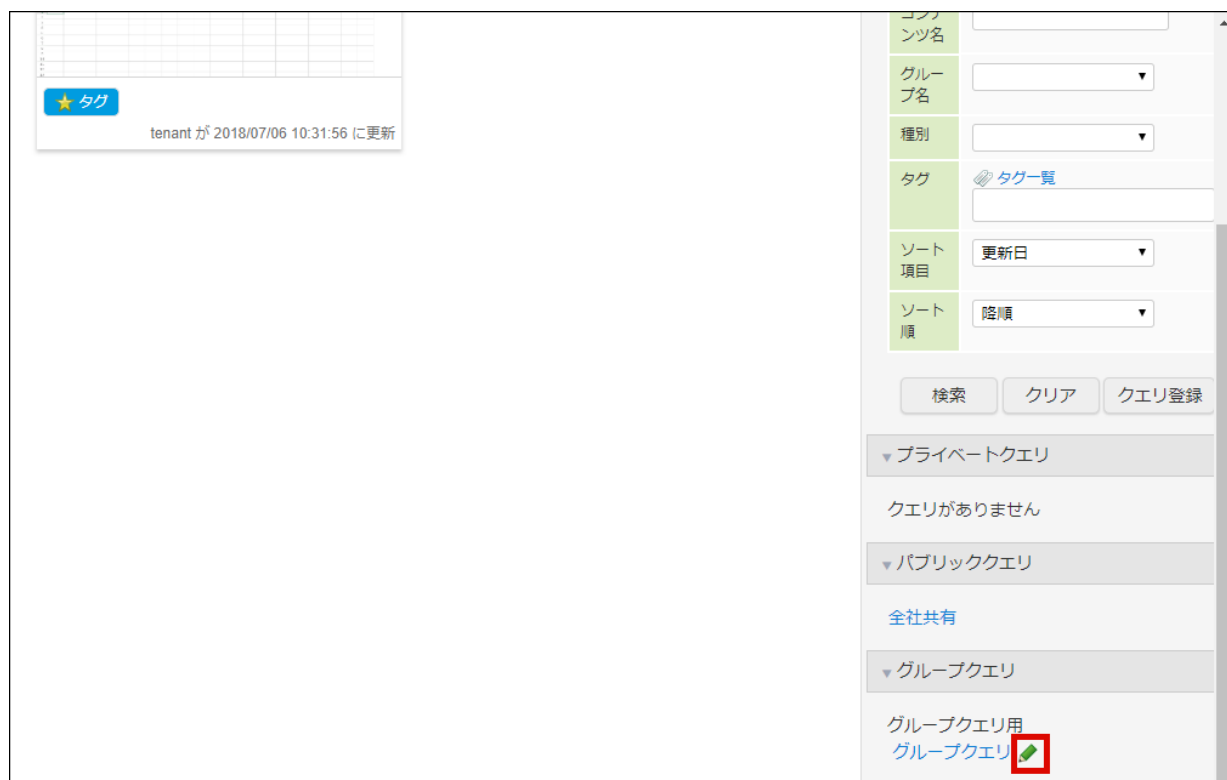 コンテ
ンツ名
タグ
tenant が 2018/07/06 10:31:56 に更新
グルー
プ名
種別
タグ
タグ一覧
ソート
項目
更新日
ソート
順
降順
検索
クリア
クエリ登録
プライベートクエリ
クエリがありません
パブリッククエリ
全社共有
グループクエリ
グループクエリ用
グループクエリ